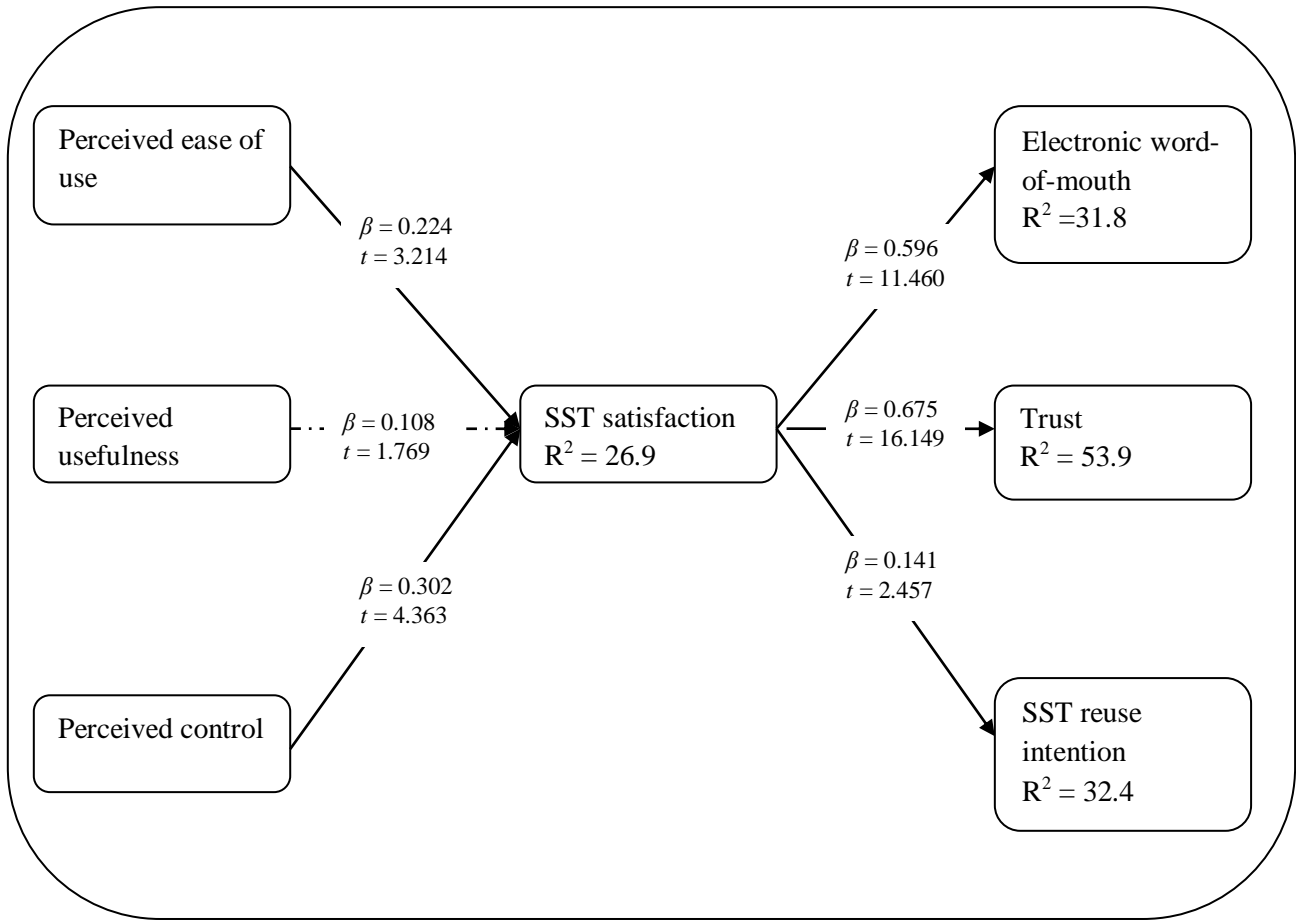 Perceived ease of
use
β = 0.224
t = 3.214
Perceived
usefulness
β = 0.108
t = 1.769
Perceived control
β = 0.302
t = 4.363
SST satisfaction
R² = 26.9
β = 0.596
t = 11.460
Electronic word-
of-mouth
R² =31.8
β = 0.675
t = 16.149
Trust
R² = 53.9
β = 0.141
t = 2.457
SST reuse
intention
R² = 32.4